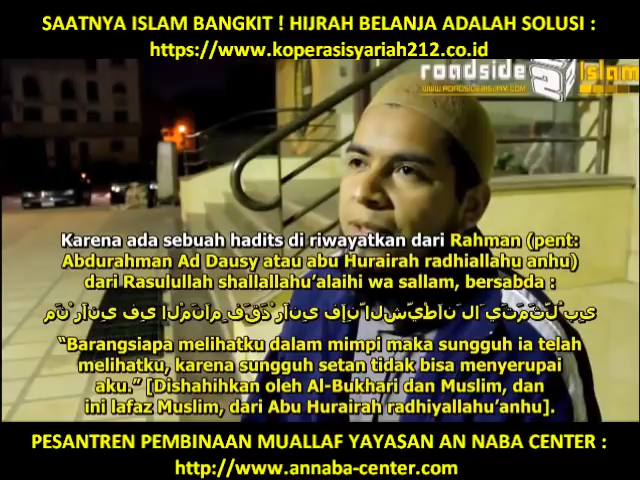 SAATNYA ISLAM BANGKIT ! HIJRAH BELANJA ADALAH SOLUSI :
https://www.koperasisyariah212.co.id
roadside 2 Islam
WWW.ROADSIDE2ISLAM.COM
Karena ada sebuah hadits di riwayatkan dari Rahman (pent:
Abdurahman Ad Dausy atau abu Hurairah radhiallahu anhu)
dari Rasulullah shallallahu'alaihi wa sallam, bersabda :
مَنْ رَآنِي فِي الْمَنَامِ فَقَدْ رَآنِي فَإِنَّ الشَّيْطَانَ لَا يَتَمَثَّلُ بِي
“Barangsiapa melihatku dalam mimpi maka sungguh ia telah
melihatku, karena sungguh setan tidak bisa menyerupai
aku.” [Dishahihkan oleh Al-Bukhari dan Muslim, dan
ini lafaz Muslim, dari Abu Hurairah radhiyallahu’anhu].
PESANTREN PEMBINAAN MUALLAF YAYASAN AN NABA CENTER :
http://www.annaba-center.com